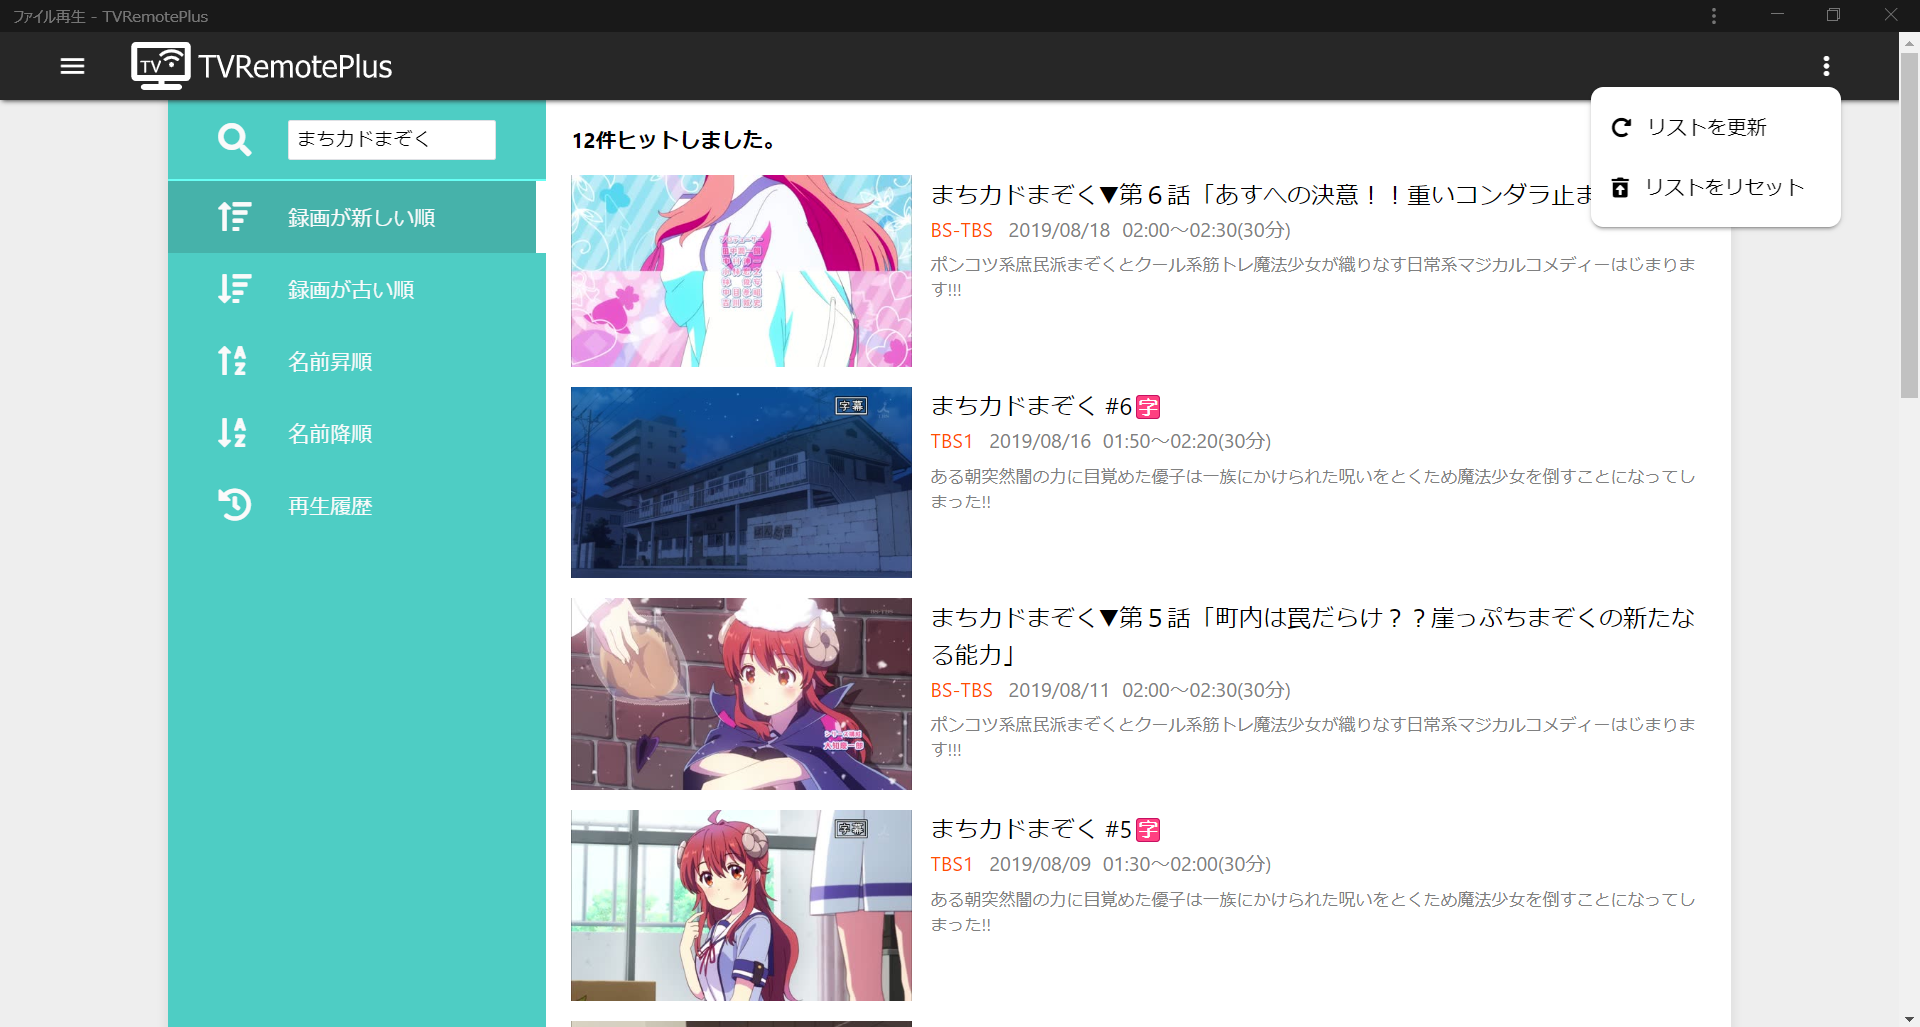 ファイル再生 - TVRemotePlus
TV TVRemotePlus
リストを更新
リストをリセット
まちカドまぞく
録画が新しい順
録画が古い順
名前昇順
名前降順
再生履歴
12件ヒットしました。
まちカドまぞく▼第６話「あすへの決意！！重いコンダラ止ま
BS-TBS 2019/08/18 02:00～02:30(30分)
ポンコツ系庶民派まぞくとクール系筋トレ魔法少女が織りなす日常系マジカルコメディーはじまりま
す!!!
字幕
まちカドまぞく #6字
TBS1 2019/08/16 01:50～02:20(30分)
ある朝突然闇の力に目覚めた優子は一族にかけられた呪いをとくため魔法少女を倒すことになってし
まった!!
まちカドまぞく▼第５話「町内は罠だらけ？？崖っぷちまぞくの新たな
る能力」
BS-TBS 2019/08/11 02:00～02:30(30分)
ポンコツ系庶民派まぞくとクール系筋トレ魔法少女が織りなす日常系マジカルコメディーはじまりま
す!!!
字幕
まちカドまぞく #5字
TBS1 2019/08/09 01:30～02:00(30分)
ある朝突然闇の力に目覚めた優子は一族にかけられた呪いをとくため魔法少女を倒すことになってし
まった!!